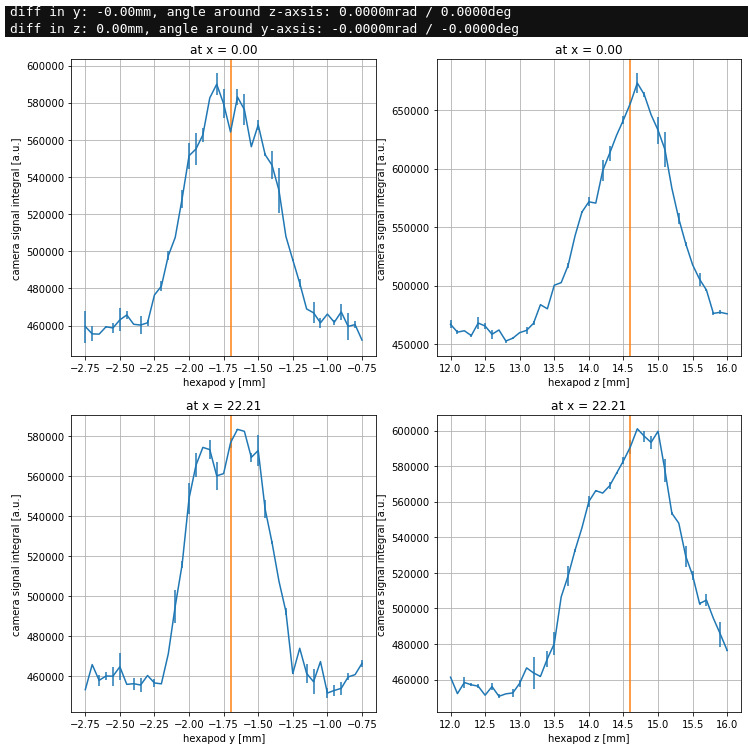 diff in y: -0.00mm, angle around z-axsis: 0.0000mrad / 0.0000deg
diff in z: 0.00mm, angle around y-axsis: -0.0000mrad / -0.0000deg
at x = 0.00
camera signal integral [a.u.]
600000
580000
560000
540000
520000
500000
480000
460000
−2.75 −2.50 −2.25 −2.00 −1.75 −1.50 −1.25 −1.00 −0.75
hexapod y [mm]
at x = 0.00
camera signal integral [a.u.]
650000
600000
550000
500000
450000
12.0 12.5 13.0 13.5 14.0 14.5 15.0 15.5 16.0
hexapod z [mm]
at x = 22.21
camera signal integral [a.u.]
580000
560000
540000
520000
500000
480000
460000
−2.75 −2.50 −2.25 −2.00 −1.75 −1.50 −1.25 −1.00 −0.75
hexapod y [mm]
at x = 22.21
camera signal integral [a.u.]
600000
580000
560000
540000
520000
500000
480000
460000
12.0 12.5 13.0 13.5 14.0 14.5 15.0 15.5 16.0
hexapod z [mm]